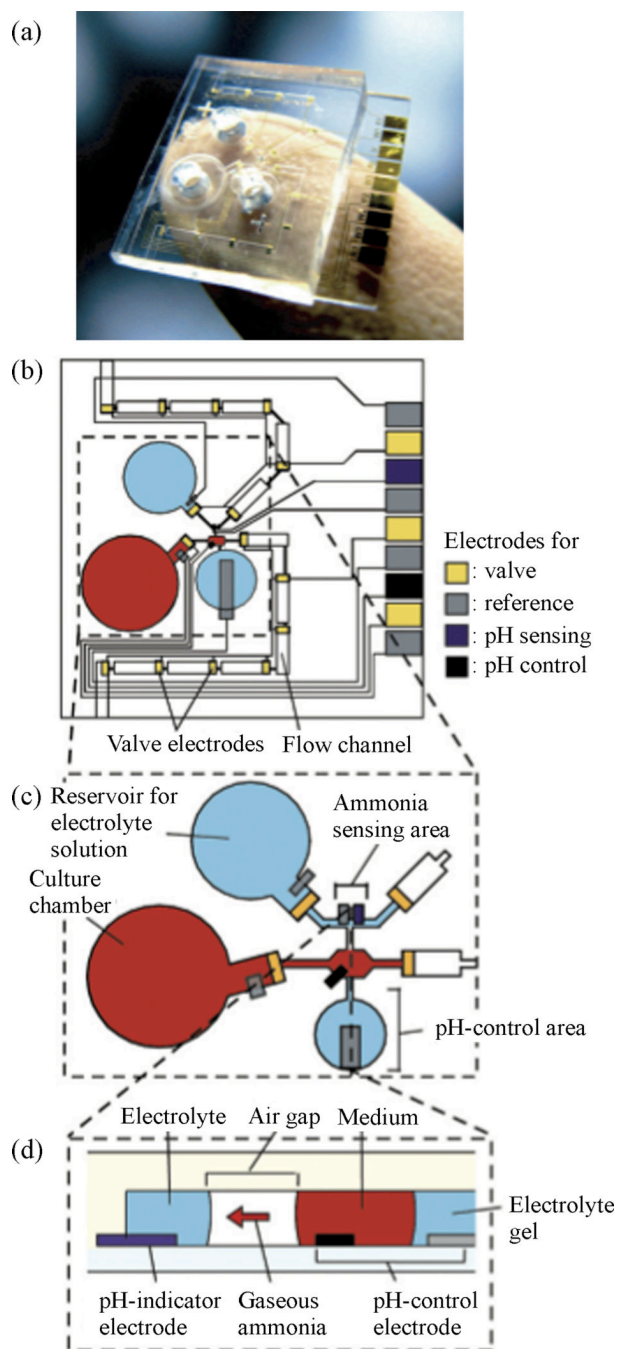 (a)
(b)
Electrodes for
: valve
: reference
: pH sensing
: pH control
Valve electrodes
Flow channel
(c)
Reservoir for
electrolyte
solution
Culture
chamber
Ammonia
sensing area
pH-control area
(d)
Electrolyte
Air gap
Medium
Electrolyte
gel
pH-indicator
electrode
Gaseous
ammonia
pH-control
electrode